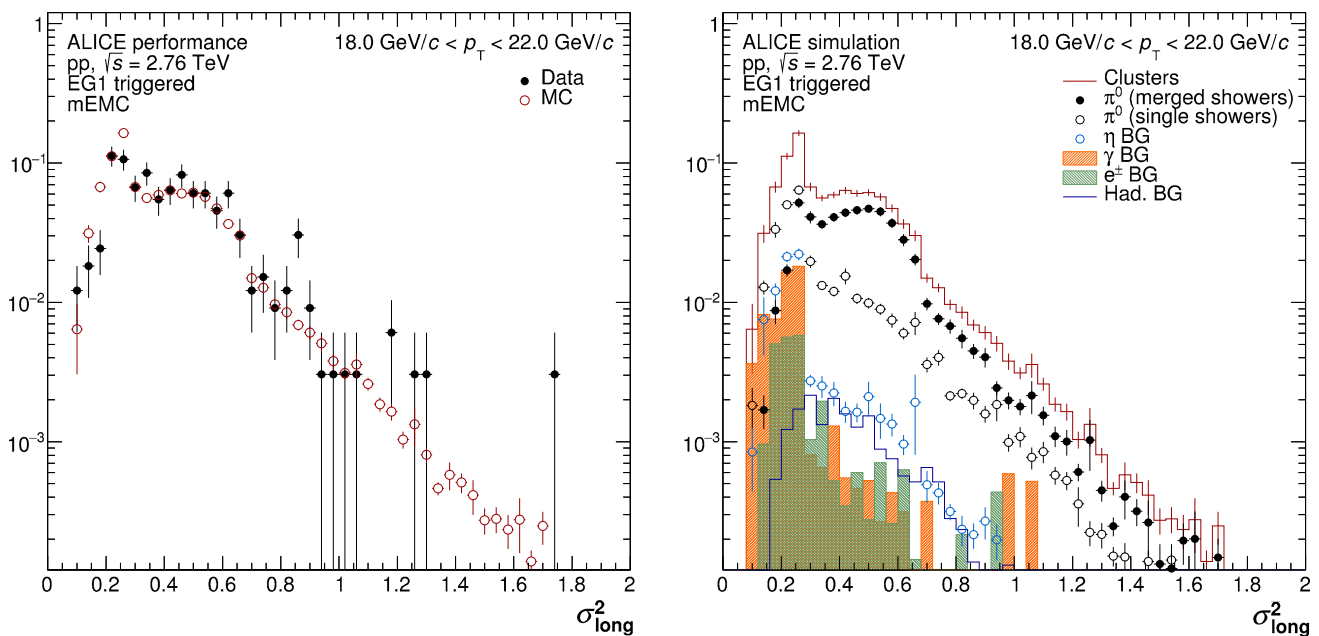 ALICE performance
18.0 GeV/c < p_T < 22.0 GeV/c
pp, √s = 2.76 TeV
EG1 triggered
mEMC
Data
MC
1
10⁻¹
10⁻²
10⁻³
0 0.2 0.4 0.6 0.8 1 1.2 1.4 1.6 1.8 2
σ²_long
ALICE simulation
18.0 GeV/c < p_T < 22.0 GeV/c
pp, √s = 2.76 TeV
EG1 triggered
mEMC
Clusters
π⁰ (merged showers)
π⁰ (single showers)
η BG
γ BG
e± BG
Had. BG
1
10⁻¹
10⁻²
10⁻³
0 0.2 0.4 0.6 0.8 1 1.2 1.4 1.6 1.8 2
σ²_long